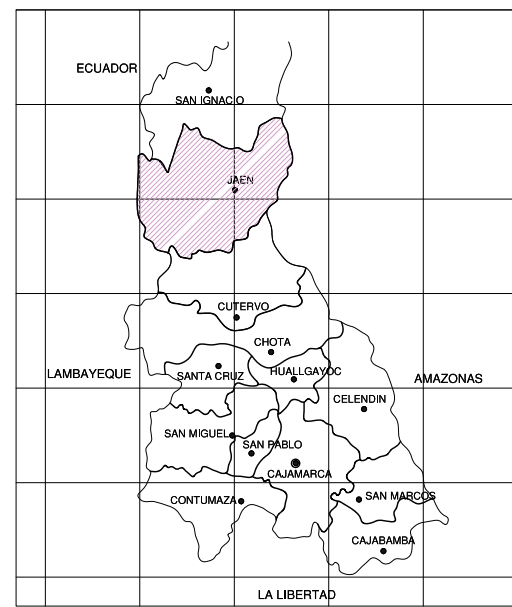 ECUADOR
SAN IGNACIO
JAEN
CUTERVO
CHOTA
LAMBAYEQUE
SANTA CRUZ
HUALLGAYOC
AMAZONAS
CELENDIN
SAN MIGUEL
SAN PABLO
CAJAMARCA
CONTUMAZA
SAN MARCOS
CAJABAMBA
LA LIBERTAD